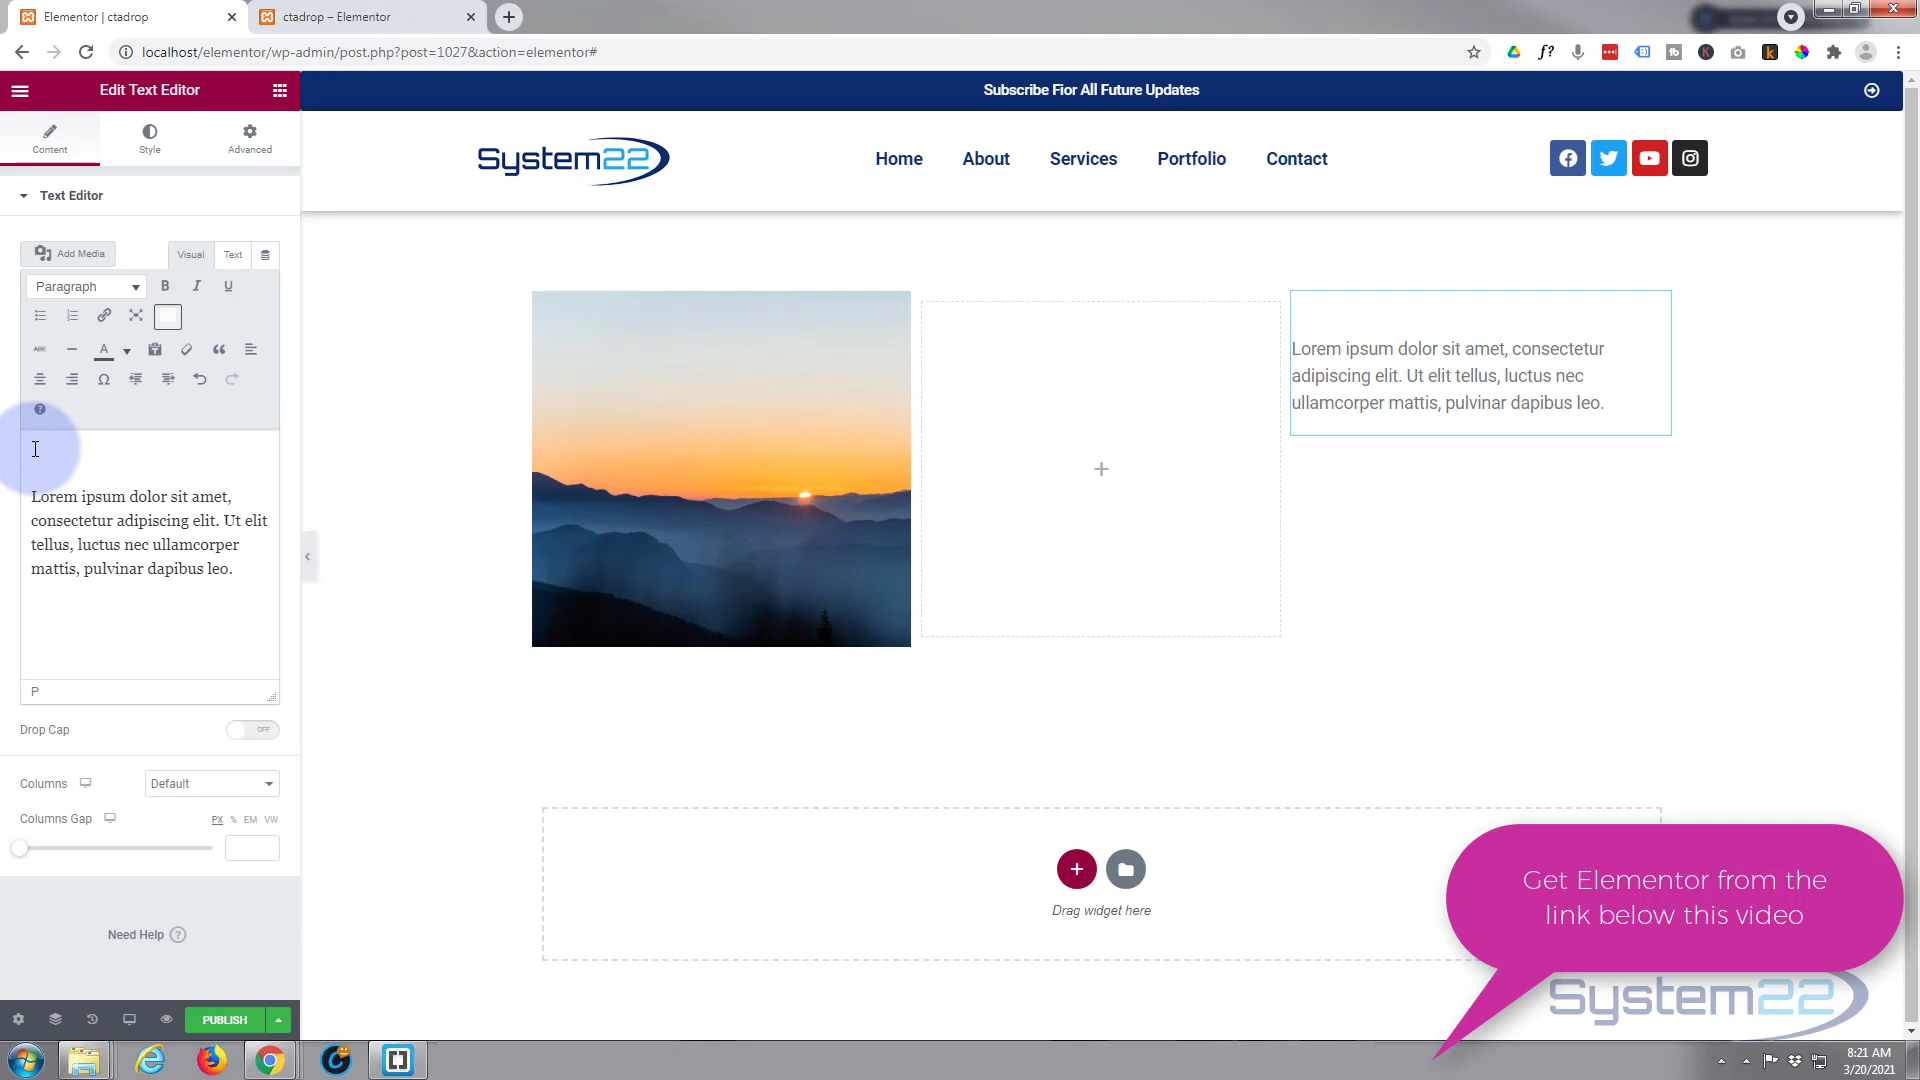 Elementor | ctadrop
ctadrop – Elementor
localhost/elementor/wp-admin/post.php?post=1027&action=elementor#
Edit Text Editor
Content
Style
Advanced
Text Editor
Add Media
Visual
Text
Paragraph
B
I
U
ABC
A
Lorem ipsum dolor sit amet,
consectetur adipiscing elit. Ut elit
tellus, luctus nec ullamcorper
mattis, pulvinar dapibus leo.
P
Drop Cap
OFF
Columns
Default
Columns Gap
PX % EM VW
Need Help
PUBLISH
Subscribe Fior All Future Updates
System22
Home
About
Services
Portfolio
Contact
Lorem ipsum dolor sit amet, consectetur
adipiscing elit. Ut elit tellus, luctus nec
ullamcorper mattis, pulvinar dapibus leo.
Drag widget here
Get Elementor from the
link below this video
System22
8:21 AM
3/20/2021